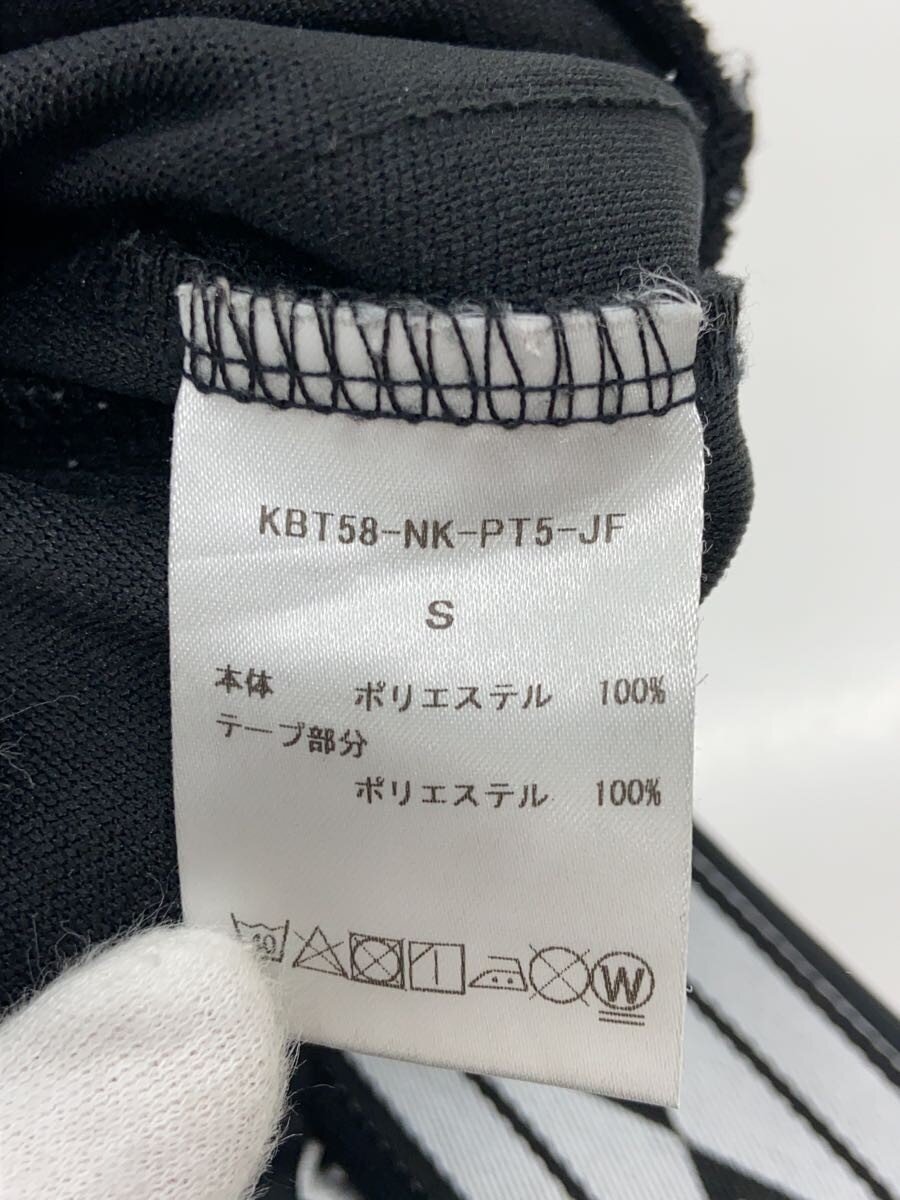 KBT58-NK-PT5-JF
S
本体 ポリエステル 100%
テープ部分
ポリエステル 100%
40 W